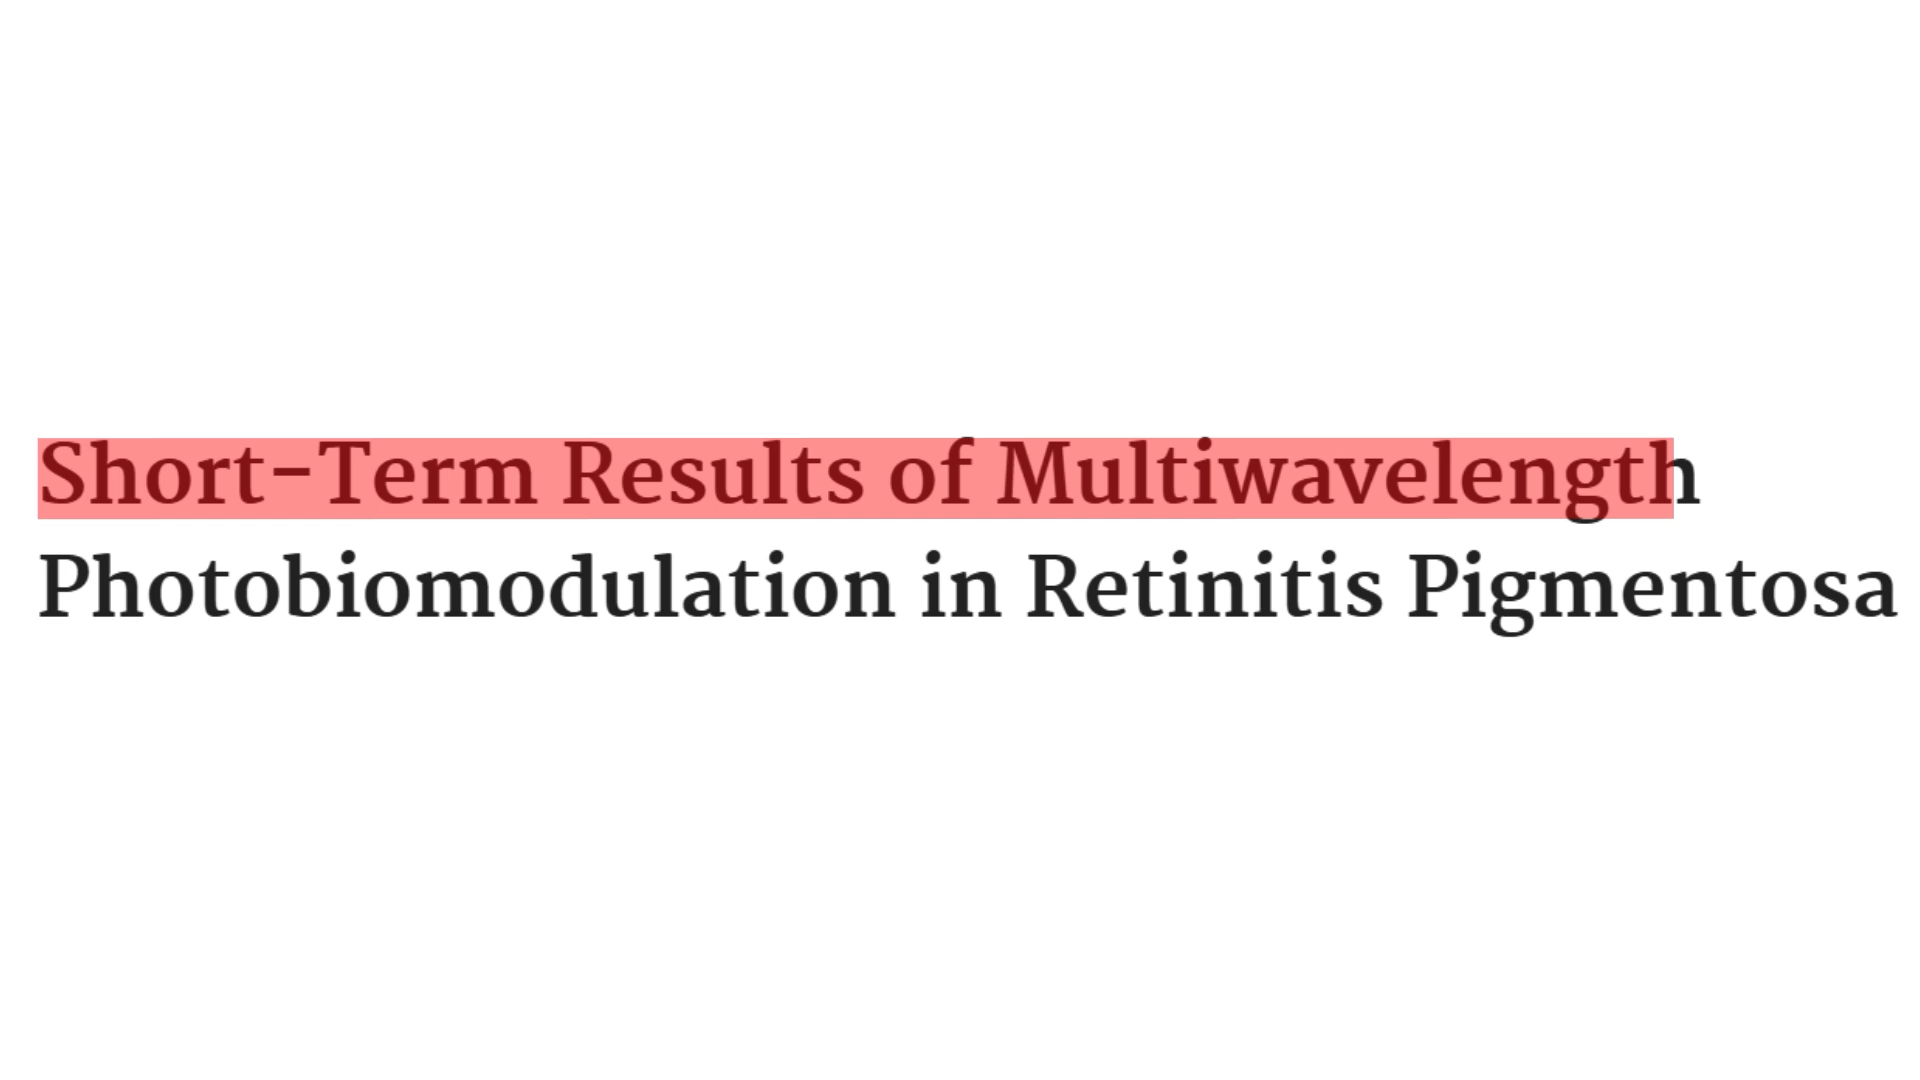 Short-Term Results of Multiwavelength
Photobiomodulation in Retinitis Pigmentosa